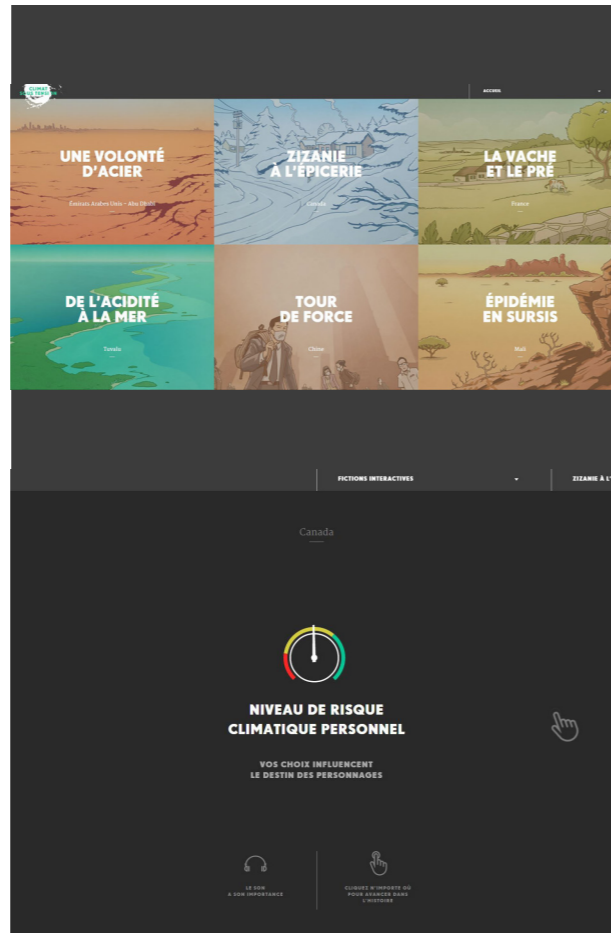 CLIMAT
SOUS TENSION
ACCUEIL
UNE VOLONTÉ
D'ACIER
Émirats Arabes Unis – Abu Dhabi
ZIZANIE
À L'ÉPICERIE
Canada
LA VACHE
ET LE PRÉ
France
DE L'ACIDITÉ
À LA MER
Tuvalu
TOUR
DE FORCE
Chine
ÉPIDÉMIE
EN SURSIS
Mali
FICTIONS INTERACTIVES
ZIZANIE À L'
Canada
NIVEAU DE RISQUE
CLIMATIQUE PERSONNEL
VOS CHOIX INFLUENCENT
LE DESTIN DES PERSONNAGES
LE SON
A SON IMPORTANCE
CLIQUEZ N'IMPORTE OÙ
POUR AVANCER DANS
L'HISTOIRE